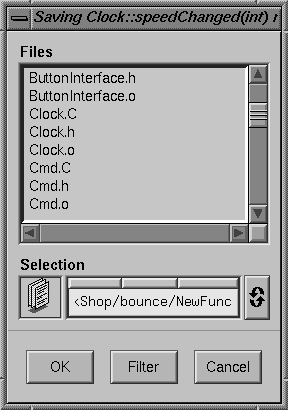 Saving Clock::speedChanged(int) r
Files
ButtonInterface.h
ButtonInterface.o
Clock.C
Clock.h
Clock.o
Cmd.C
Cmd.h
Cmd.o
Selection
<Shop/bounce/NewFunc
OK Filter Cancel